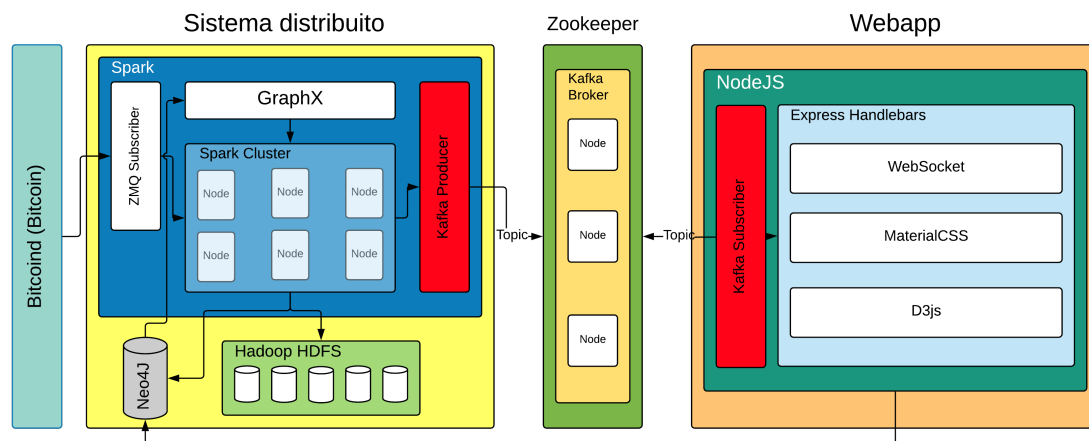 Sistema distribuito
Zookeeper
Webapp
Bitcoind (Bitcoin)
Spark
ZMQ Subscriber
GraphX
Spark Cluster
Node
Node
Node
Node
Node
Node
Kafka Producer
Neo4J
Hadoop HDFS
Topic
Kafka
Broker
Node
Node
Node
Topic
NodeJS
Kafka Subscriber
Express Handlebars
WebSocket
MaterialCSS
D3js